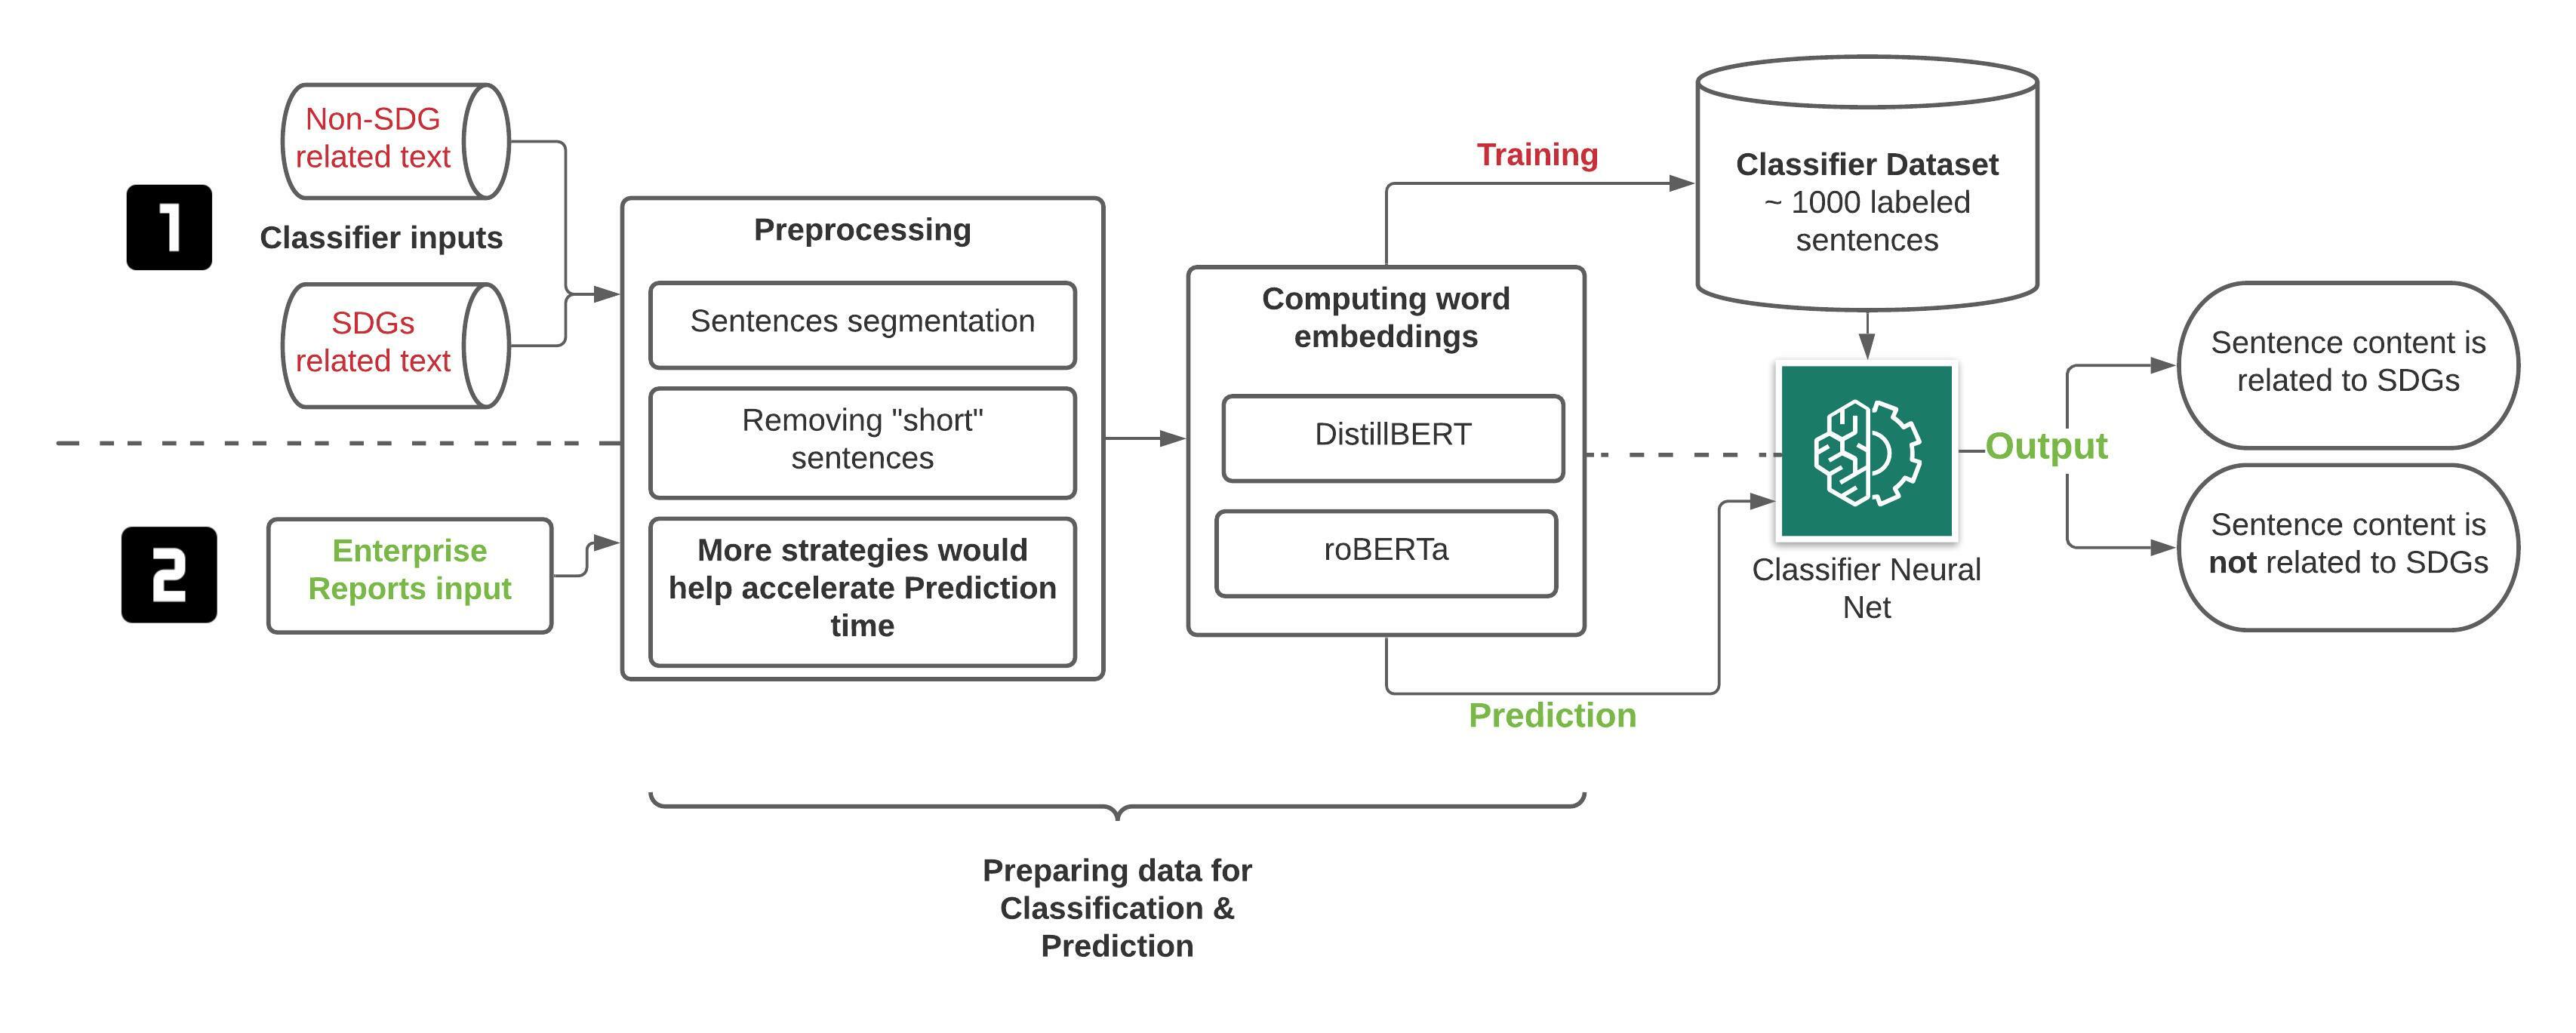 1
Non-SDG
related text
Classifier inputs
SDGs
related text
2
Enterprise
Reports input
Preprocessing
Sentences segmentation
Removing "short"
sentences
More strategies would
help accelerate Prediction
time
Computing word
embeddings
DistillBERT
roBERTa
Training
Classifier Dataset
~ 1000 labeled
sentences
Classifier Neural
Net
Prediction
Output
Sentence content is
related to SDGs
Sentence content is
not related to SDGs
Preparing data for
Classification &
Prediction